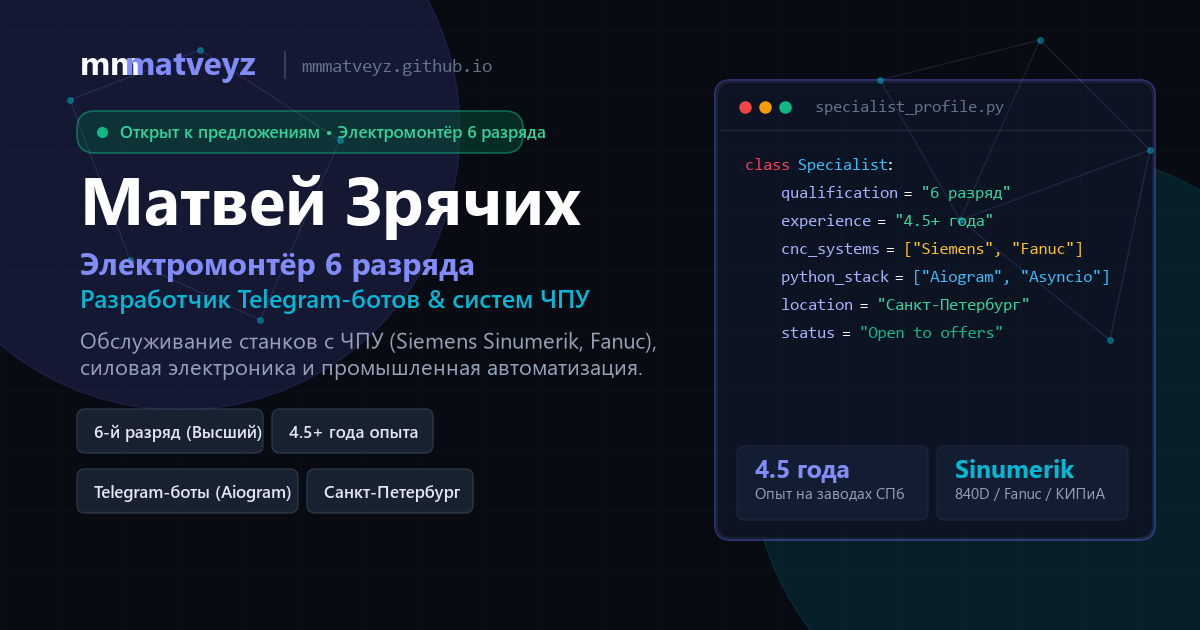 mmmatveyz
mmmatveyz.github.io
Открыт к предложениям • Электромонтёр 6 разряда
Матвей Зрячих
Электромонтёр 6 разряда
Разработчик Telegram-ботов & систем ЧПУ
Обслуживание станков с ЧПУ (Siemens Sinumerik, Fanuc),
силовая электроника и промышленная автоматизация.
6-й разряд (Высший)
4.5+ года опыта
Telegram-боты (Aiogram)
Санкт-Петербург
specialist_profile.py
class Specialist:
qualification = "6 разряд"
experience = "4.5+ года"
cnc_systems = ["Siemens", "Fanuc"]
python_stack = ["Aiogram", "Asyncio"]
location = "Санкт-Петербург"
status = "Open to offers"
4.5 года
Опыт на заводах СПб
Sinumerik
840D / Fanuc / КИПиА